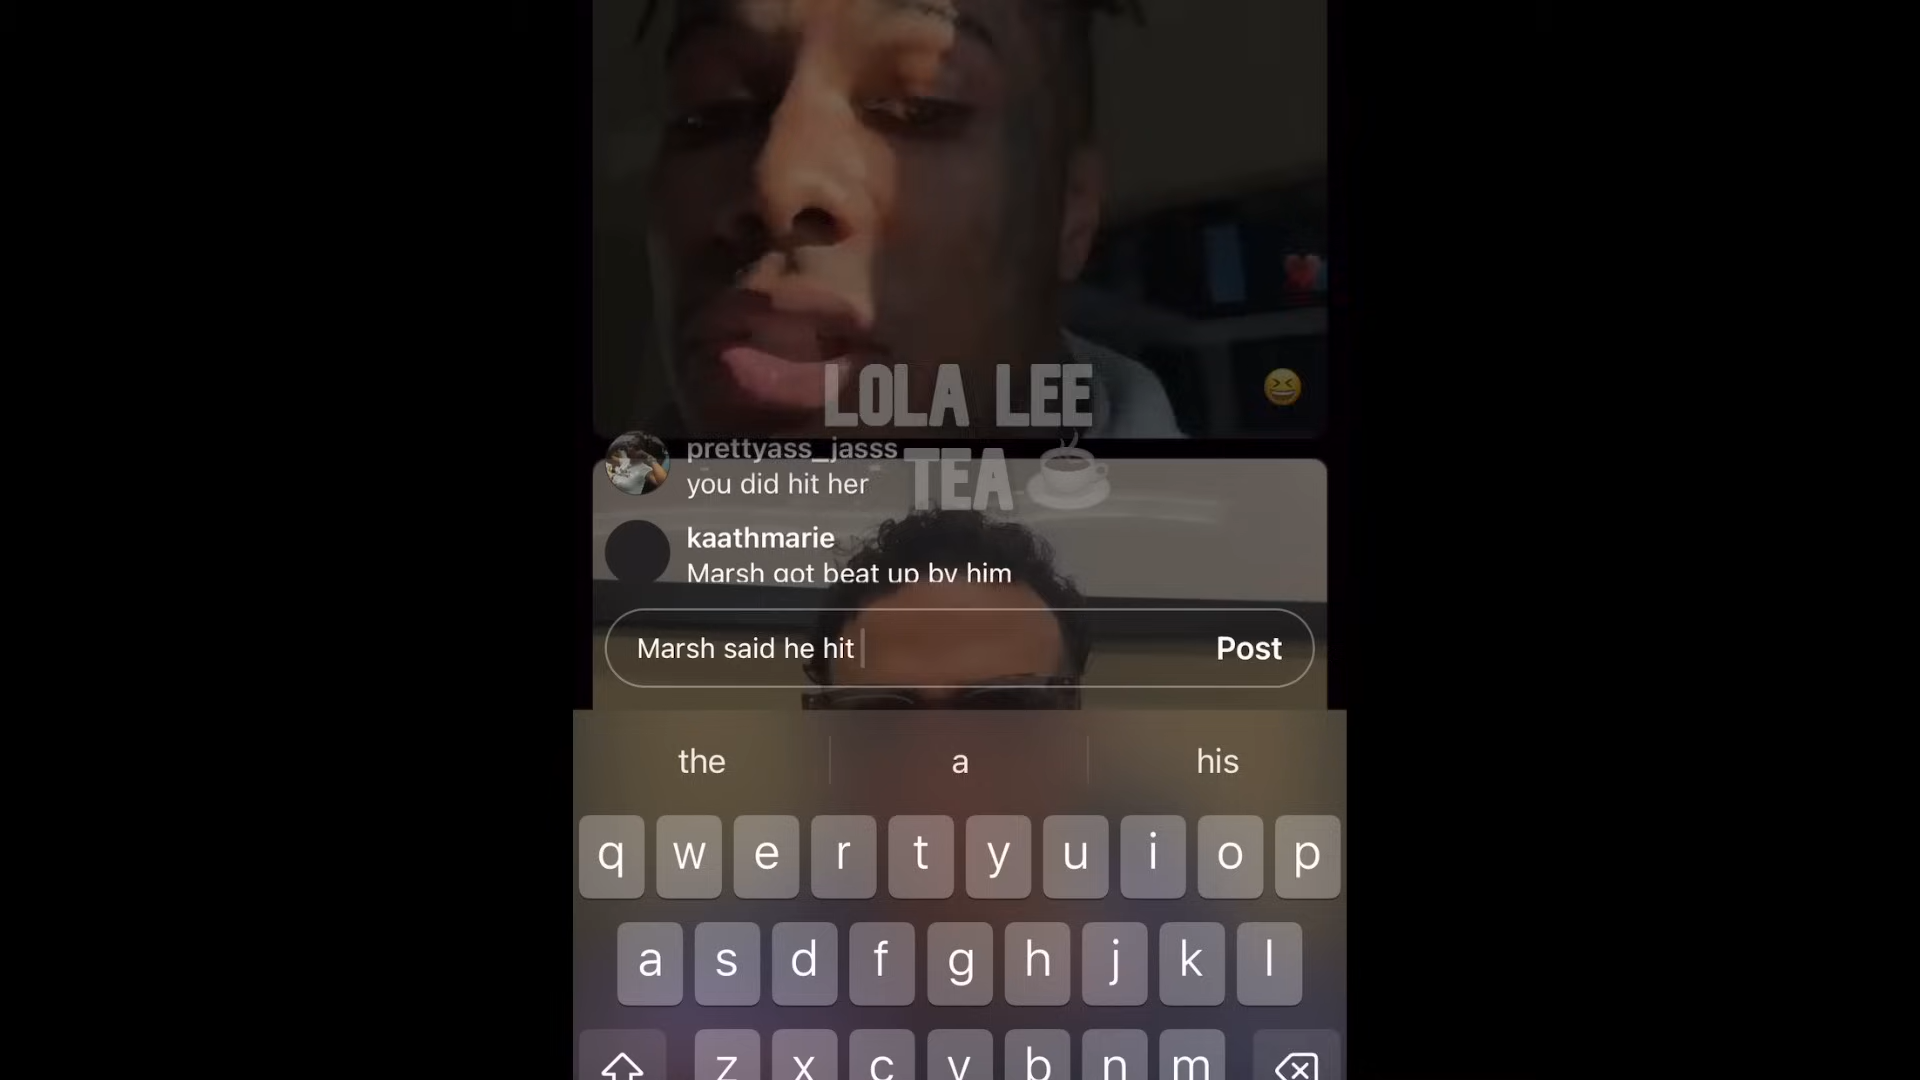 LOLA LEE
TEA
prettyass_jasss
you did hit her
kaathmarie
Marsh got beat up by him
Marsh said he hit
Post
the a his
q w e r t y u i o p
a s d f g h j k l
z x c v b n m